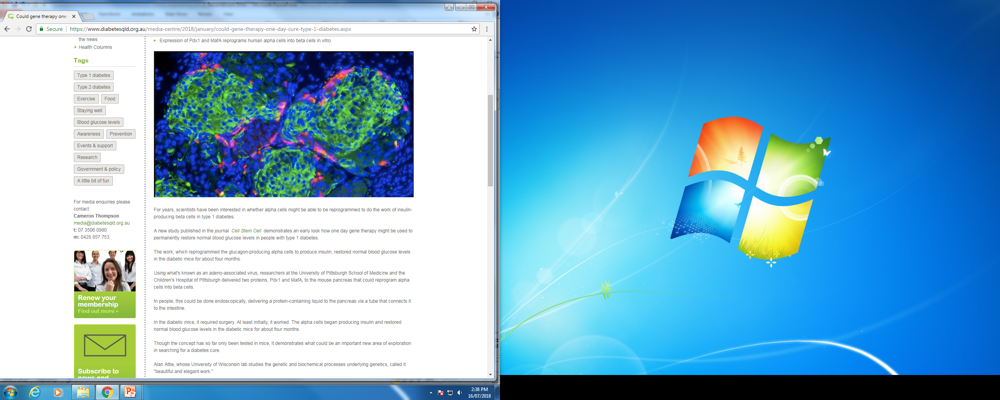 Could gene therapy one
Secure
https://www.diabetesqld.org.au/media-centre/2018/january/could-gene-therapy-one-day-cure-type-1-diabetes.aspx
the news
Health Columns
Tags
Type 1 diabetes
Type 2 diabetes
Exercise Food
Staying well
Blood glucose levels
Awareness Prevention
Events & support
Research
Government & policy
A little bit of fun
For media enquiries please
contact:
Cameron Thompson
media@diabetesqld.org.au
t: 07 3506 0980
m: 0428 857 753
Renew your
membership
Find out more
Subscribe to
news and
Expression of Pdx1 and MafA reprograms human alpha cells into beta cells in vitro
For years, scientists have been interested in whether alpha cells might be able to be reprogrammed to do the work of insulin-
producing beta cells in type 1 diabetes.
A new study published in the journal Cell Stem Cell demonstrates an early look how one day gene therapy might be used to
permanently restore normal blood glucose levels in people with type 1 diabetes.
The work, which reprogrammed the glucagon-producing alpha cells to produce insulin, restored normal blood glucose levels
in the diabetic mice for about four months.
Using what's known as an adeno-associated virus, researchers at the University of Pittsburgh School of Medicine and the
Children's Hospital of Pittsburgh delivered two proteins, Pdx1 and MafA, to the mouse pancreas that could reprogram alpha
cells into beta cells.
In people, this could be done endoscopically, delivering a protein-containing liquid to the pancreas via a tube that connects it
to the intestine.
In the diabetic mice, it required surgery. At least initially, it worked. The alpha cells began producing insulin and restored
normal blood glucose levels in the diabetic mice for about four months.
Though the concept has so far only been tested in mice, it demonstrates what could be an important new area of exploration
in searching for a diabetes cure.
Alan Attie, whose University of Wisconsin lab studies the genetic and biochemical processes underlying genetics, called it
"beautiful and elegant work."
2:38 PM
16/07/2018